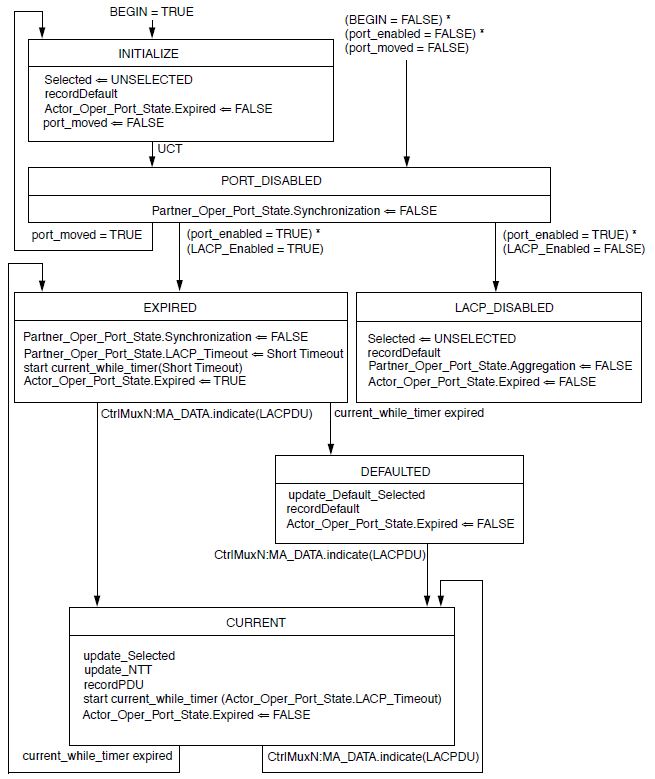 BEGIN = TRUE
(BEGIN = FALSE) *
(port_enabled = FALSE) *
(port_moved = FALSE)
INITIALIZE
Selected ⇐ UNSELECTED
recordDefault
Actor_Oper_Port_State.Expired ⇐ FALSE
port_moved ⇐ FALSE
UCT
PORT_DISABLED
Partner_Oper_Port_State.Synchronization ⇐ FALSE
port_moved = TRUE
(port_enabled = TRUE) *
(LACP_Enabled = TRUE)
(port_enabled = TRUE) *
(LACP_Enabled = FALSE)
EXPIRED
Partner_Oper_Port_State.Synchronization ⇐ FALSE
Partner_Oper_Port_State.LACP_Timeout ⇐ Short Timeout
start current_while_timer(Short Timeout)
Actor_Oper_Port_State.Expired ⇐ TRUE
LACP_DISABLED
Selected ⇐ UNSELECTED
recordDefault
Partner_Oper_Port_State.Aggregation ⇐ FALSE
Actor_Oper_Port_State.Expired ⇐ FALSE
CtrlMuxN:MA_DATA.indicate(LACPDU)
current_while_timer expired
DEFAULTED
update_Default_Selected
recordDefault
Actor_Oper_Port_State.Expired ⇐ FALSE
CtrlMuxN:MA_DATA.indicate(LACPDU)
CURRENT
update_Selected
update_NTT
recordPDU
start current_while_timer (Actor_Oper_Port_State.LACP_Timeout)
Actor_Oper_Port_State.Expired ⇐ FALSE
current_while_timer expired
CtrlMuxN:MA_DATA.indicate(LACPDU)